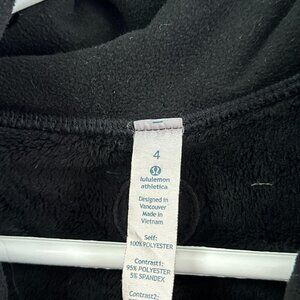 4
lululemon
athletica
Designed in
Vancouver
Made in
Vietnam
Self:
100% POLYESTER
Contrast1:
95% POLYESTER
5% SPANDEX
Contrast2: